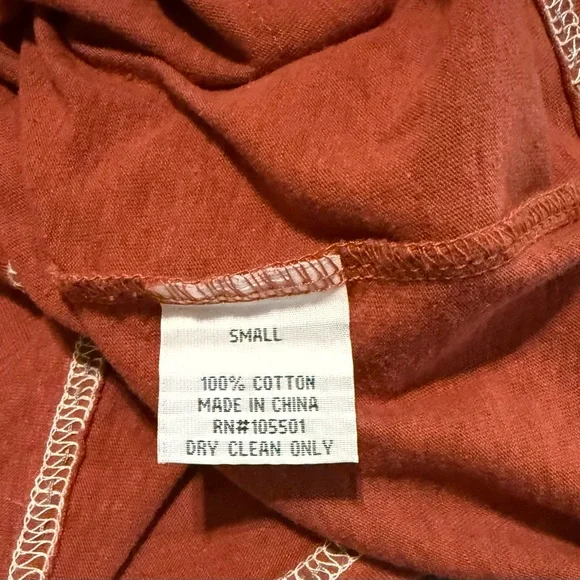 SMALL
100% COTTON
MADE IN CHINA
RN#105501
DRY CLEAN ONLY